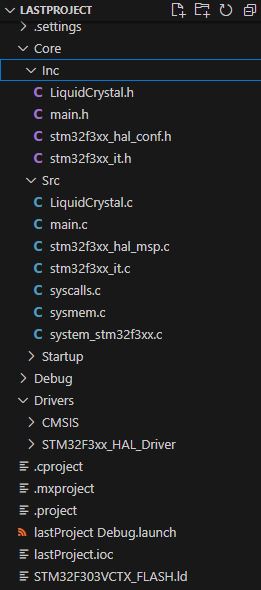 LASTPROJECT
.settings
Core
Inc
C LiquidCrystal.h
C main.h
C stm32f3xx_hal_conf.h
C stm32f3xx_it.h
Src
C LiquidCrystal.c
C main.c
C stm32f3xx_hal_msp.c
C stm32f3xx_it.c
C syscalls.c
C sysmem.c
C system_stm32f3xx.c
Startup
Debug
Drivers
CMSIS
STM32F3xx_HAL_Driver
.cproject
.mxproject
.project
lastProject Debug.launch
lastProject.ioc
STM32F303VCTX_FLASH.ld